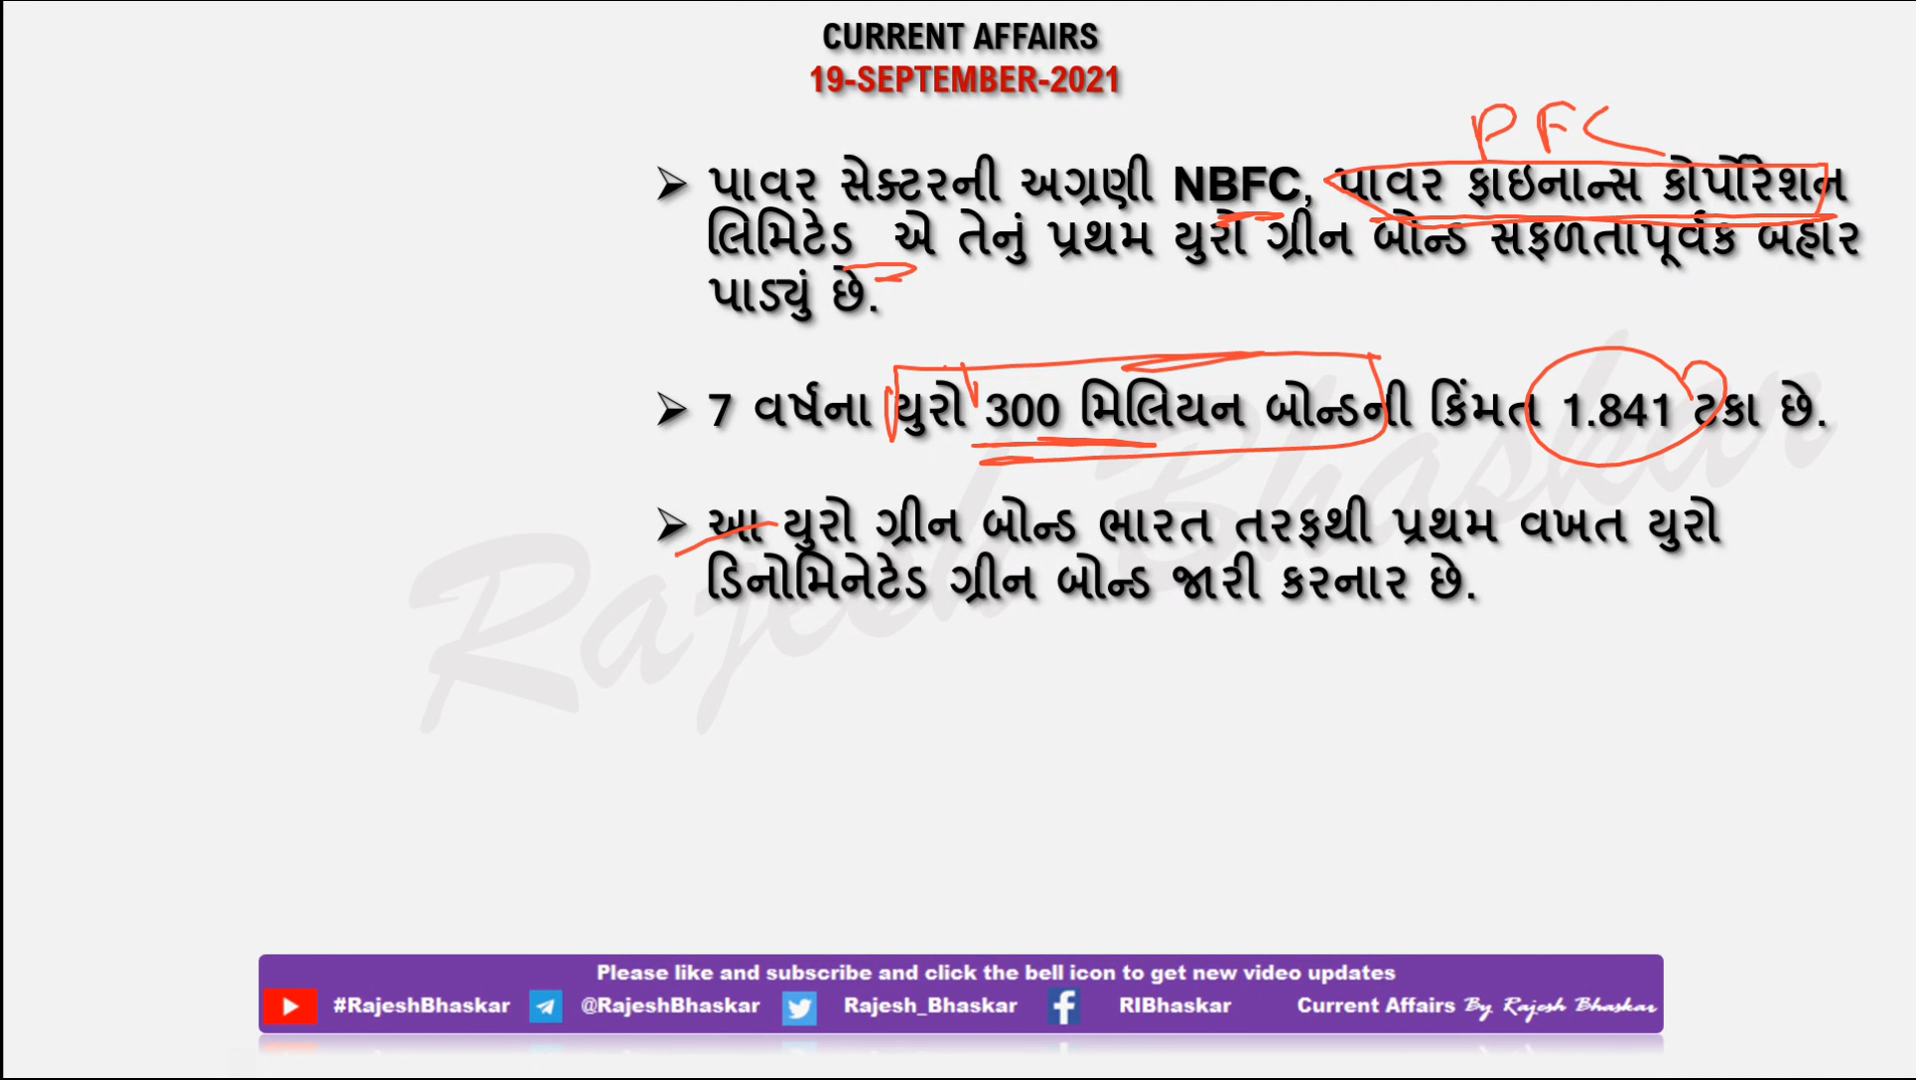 CURRENT AFFAIRS
19-SEPTEMBER-2021
PFC
➢ પાવર સેક્ટરની અગ્રણી NBFC, પાવર ફાઇનાન્સ કોર્પોરેશન
લિમિટેડ એ તેનું પ્રથમ યુરો ગ્રીન બોન્ડ સફળતાપૂર્વક બહાર
પાડ્યું છે.
➢ 7 વર્ષના યુરો 300 મિલિયન બોન્ડની કિંમત 1.841 ટકા છે.
➢ આ યુરો ગ્રીન બોન્ડ ભારત તરફથી પ્રથમ વખત યુરો
ડિનોમિનેટેડ ગ્રીન બોન્ડ જારી કરનાર છે.
Rajesh Bhaskar
Please like and subscribe and click the bell icon to get new video updates
#RajeshBhaskar @RajeshBhaskar Rajesh_Bhaskar RIBhaskar Current Affairs By Rajesh Bhaskar